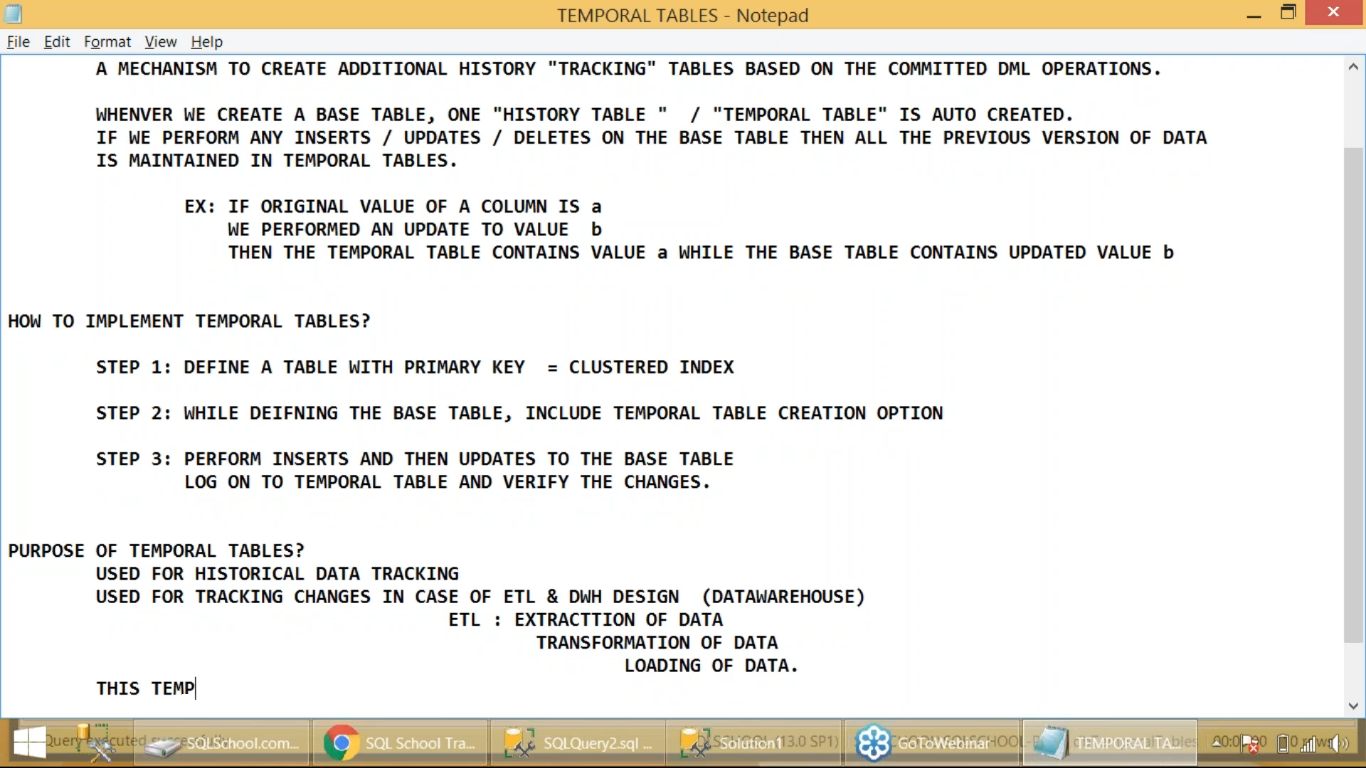 TEMPORAL TABLES - Notepad
File Edit Format View Help
A MECHANISM TO CREATE ADDITIONAL HISTORY "TRACKING" TABLES BASED ON THE COMMITTED DML OPERATIONS.
WHENVER WE CREATE A BASE TABLE, ONE "HISTORY TABLE " / "TEMPORAL TABLE" IS AUTO CREATED.
IF WE PERFORM ANY INSERTS / UPDATES / DELETES ON THE BASE TABLE THEN ALL THE PREVIOUS VERSION OF DATA
IS MAINTAINED IN TEMPORAL TABLES.
EX: IF ORIGINAL VALUE OF A COLUMN IS a
WE PERFORMED AN UPDATE TO VALUE b
THEN THE TEMPORAL TABLE CONTAINS VALUE a WHILE THE BASE TABLE CONTAINS UPDATED VALUE b
HOW TO IMPLEMENT TEMPORAL TABLES?
STEP 1: DEFINE A TABLE WITH PRIMARY KEY = CLUSTERED INDEX
STEP 2: WHILE DEIFNING THE BASE TABLE, INCLUDE TEMPORAL TABLE CREATION OPTION
STEP 3: PERFORM INSERTS AND THEN UPDATES TO THE BASE TABLE
LOG ON TO TEMPORAL TABLE AND VERIFY THE CHANGES.
PURPOSE OF TEMPORAL TABLES?
USED FOR HISTORICAL DATA TRACKING
USED FOR TRACKING CHANGES IN CASE OF ETL & DWH DESIGN (DATAWAREHOUSE)
ETL : EXTRACTTION OF DATA
TRANSFORMATION OF DATA
LOADING OF DATA.
THIS TEMP
Query executed SQLSchool.com... SQL School Tra... SQLQuery2.sql ... Solution1 (13.0 SP1) GoToWebinar TEMPORAL TA...